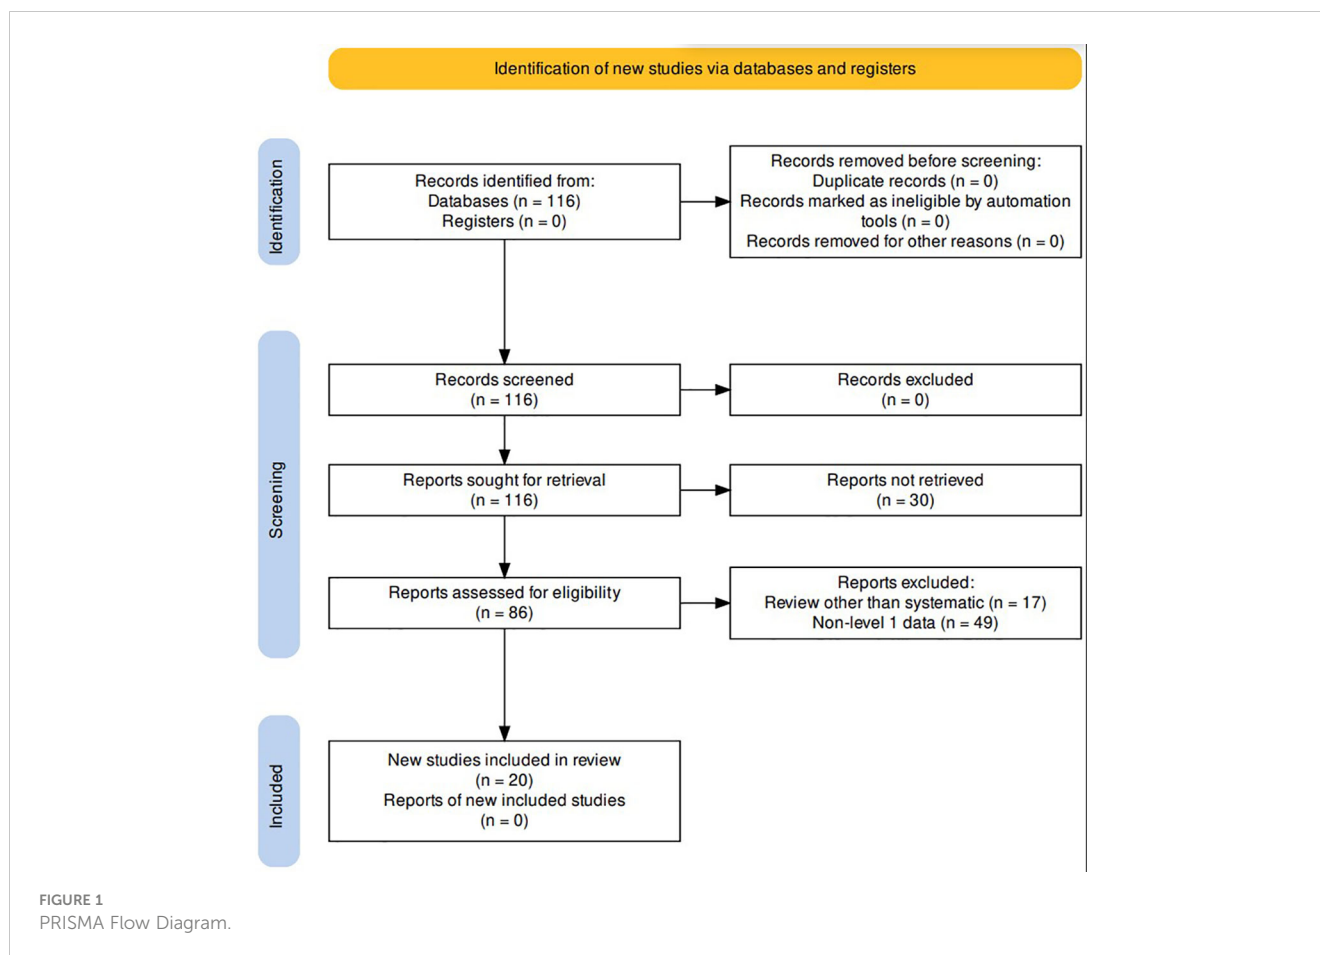 Identification of new studies via databases and registers
Identification
Records identified from:
Databases (n = 116)
Registers (n = 0)
Records removed before screening:
Duplicate records (n = 0)
Records marked as ineligible by automation
tools (n = 0)
Records removed for other reasons (n = 0)
Screening
Records screened
(n = 116)
Records excluded
(n = 0)
Reports sought for retrieval
(n = 116)
Reports not retrieved
(n = 30)
Reports assessed for eligibility
(n = 86)
Reports excluded:
Review other than systematic (n = 17)
Non-level 1 data (n = 49)
Included
New studies included in review
(n = 20)
Reports of new included studies
(n = 0)
FIGURE 1
PRISMA Flow Diagram.